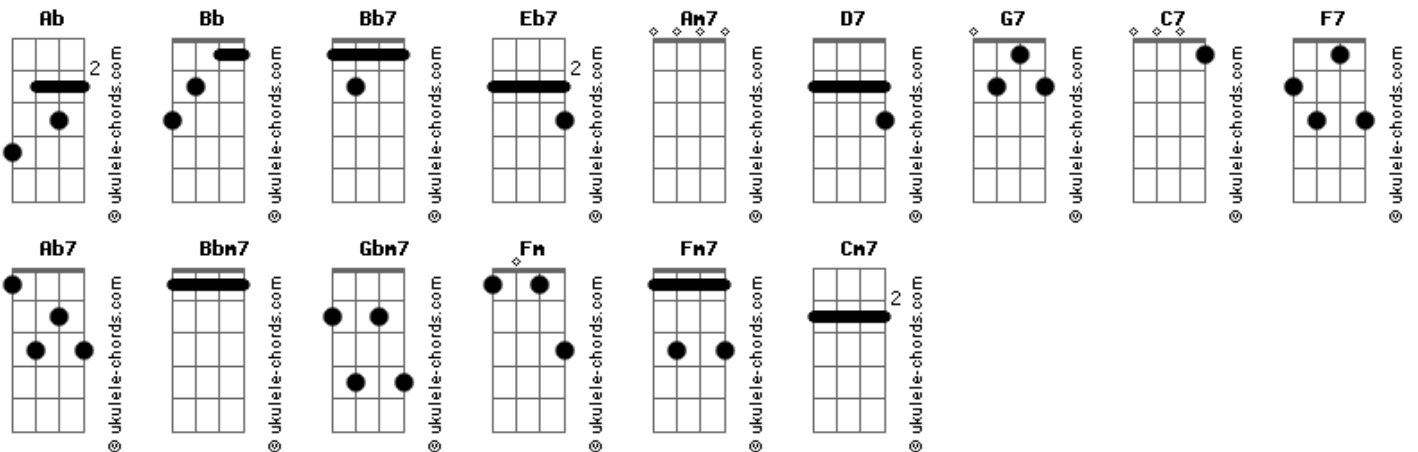 Ab Bb Bb7 Eb7 Am7 D7 G7 C7 F7
2 2
© ukulele-chords.com © ukulele-chords.com © ukulele-chords.com © ukulele-chords.com © ukulele-chords.com © ukulele-chords.com © ukulele-chords.com © ukulele-chords.com © ukulele-chords.com
Ab7 Bbm7 Gbm7 Fm Fm7 Cm7
2
© ukulele-chords.com © ukulele-chords.com © ukulele-chords.com © ukulele-chords.com © ukulele-chords.com © ukulele-chords.com